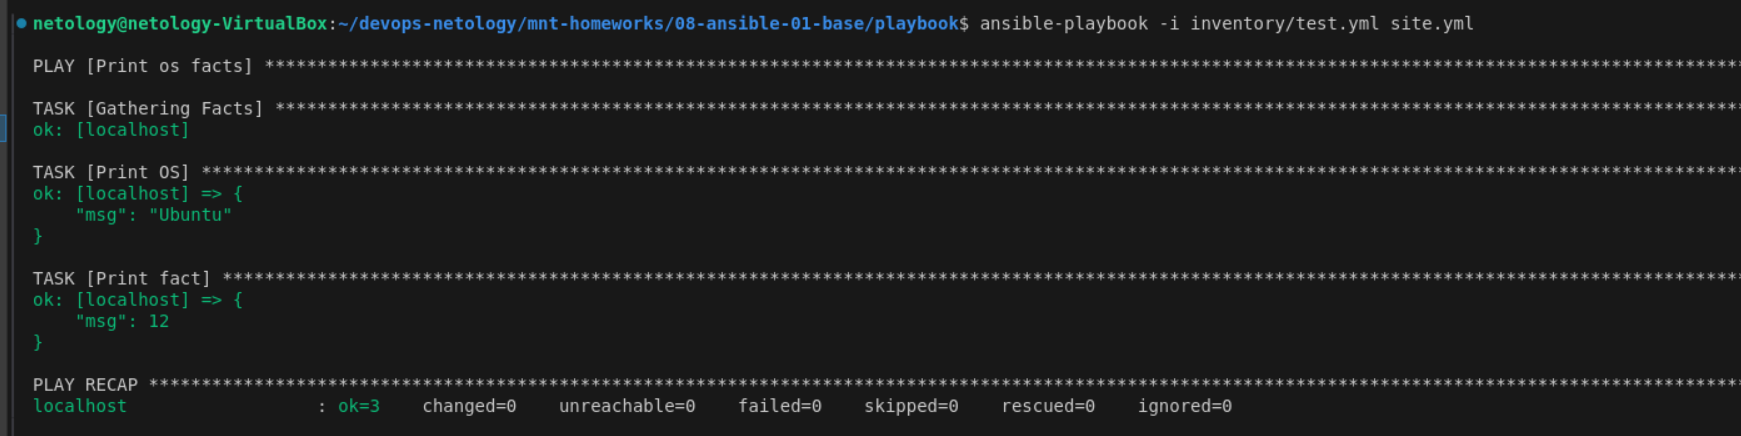 netology@netology-VirtualBox:~/devops-netology/mnt-homeworks/08-ansible-01-base/playbook$ ansible-playbook -i inventory/test.yml site.yml
PLAY [Print os facts] ********************************************************************************************************************************************
TASK [Gathering Facts] *******************************************************************************************************************************************
ok: [localhost]
TASK [Print OS] **************************************************************************************************************************************************
ok: [localhost] => {
    "msg": "Ubuntu"
}
TASK [Print fact] ************************************************************************************************************************************************
ok: [localhost] => {
    "msg": 12
}
PLAY RECAP *******************************************************************************************************************************************************
localhost                  : ok=3    changed=0    unreachable=0    failed=0    skipped=0    rescued=0    ignored=0